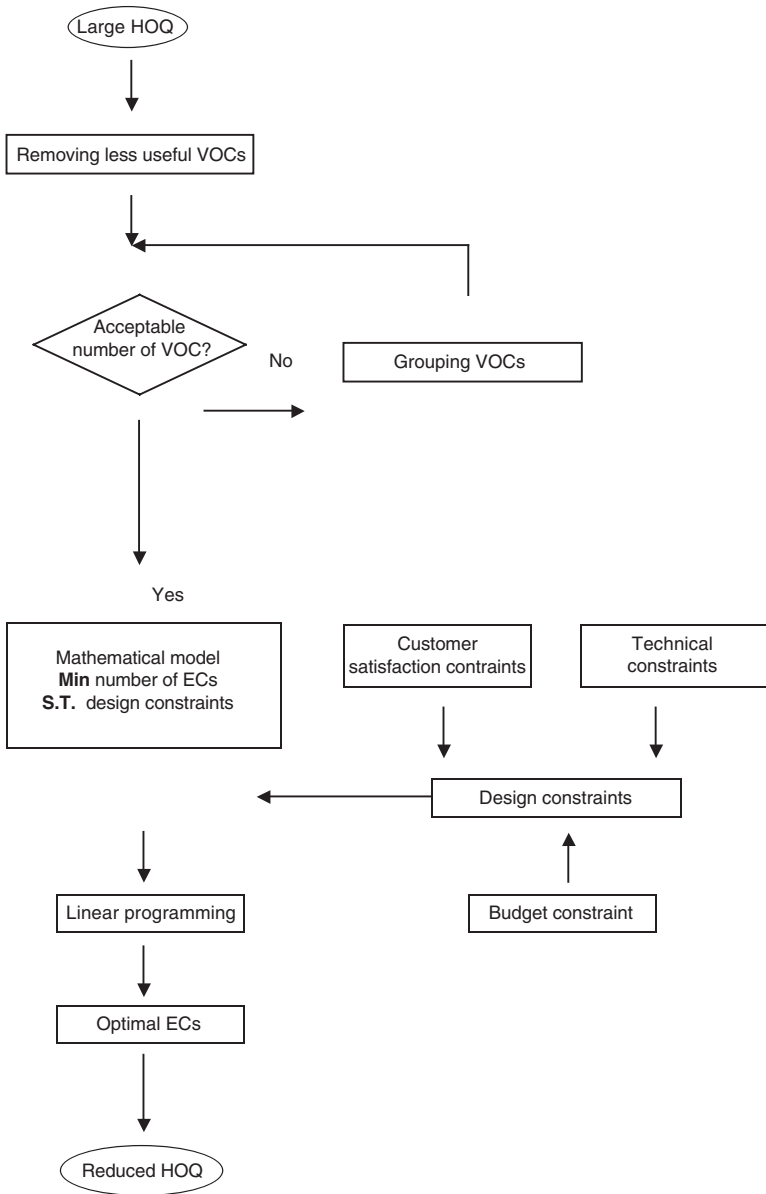 Large HOQ
Removing less useful VOCs
Acceptable
number of VOC?
No
Grouping VOCs
Yes
Mathematical model
Min number of ECs
S.T. design constraints
Customer
satisfaction contraints
Technical
constraints
Design constraints
Linear programming
Budget constraint
Optimal ECs
Reduced HOQ